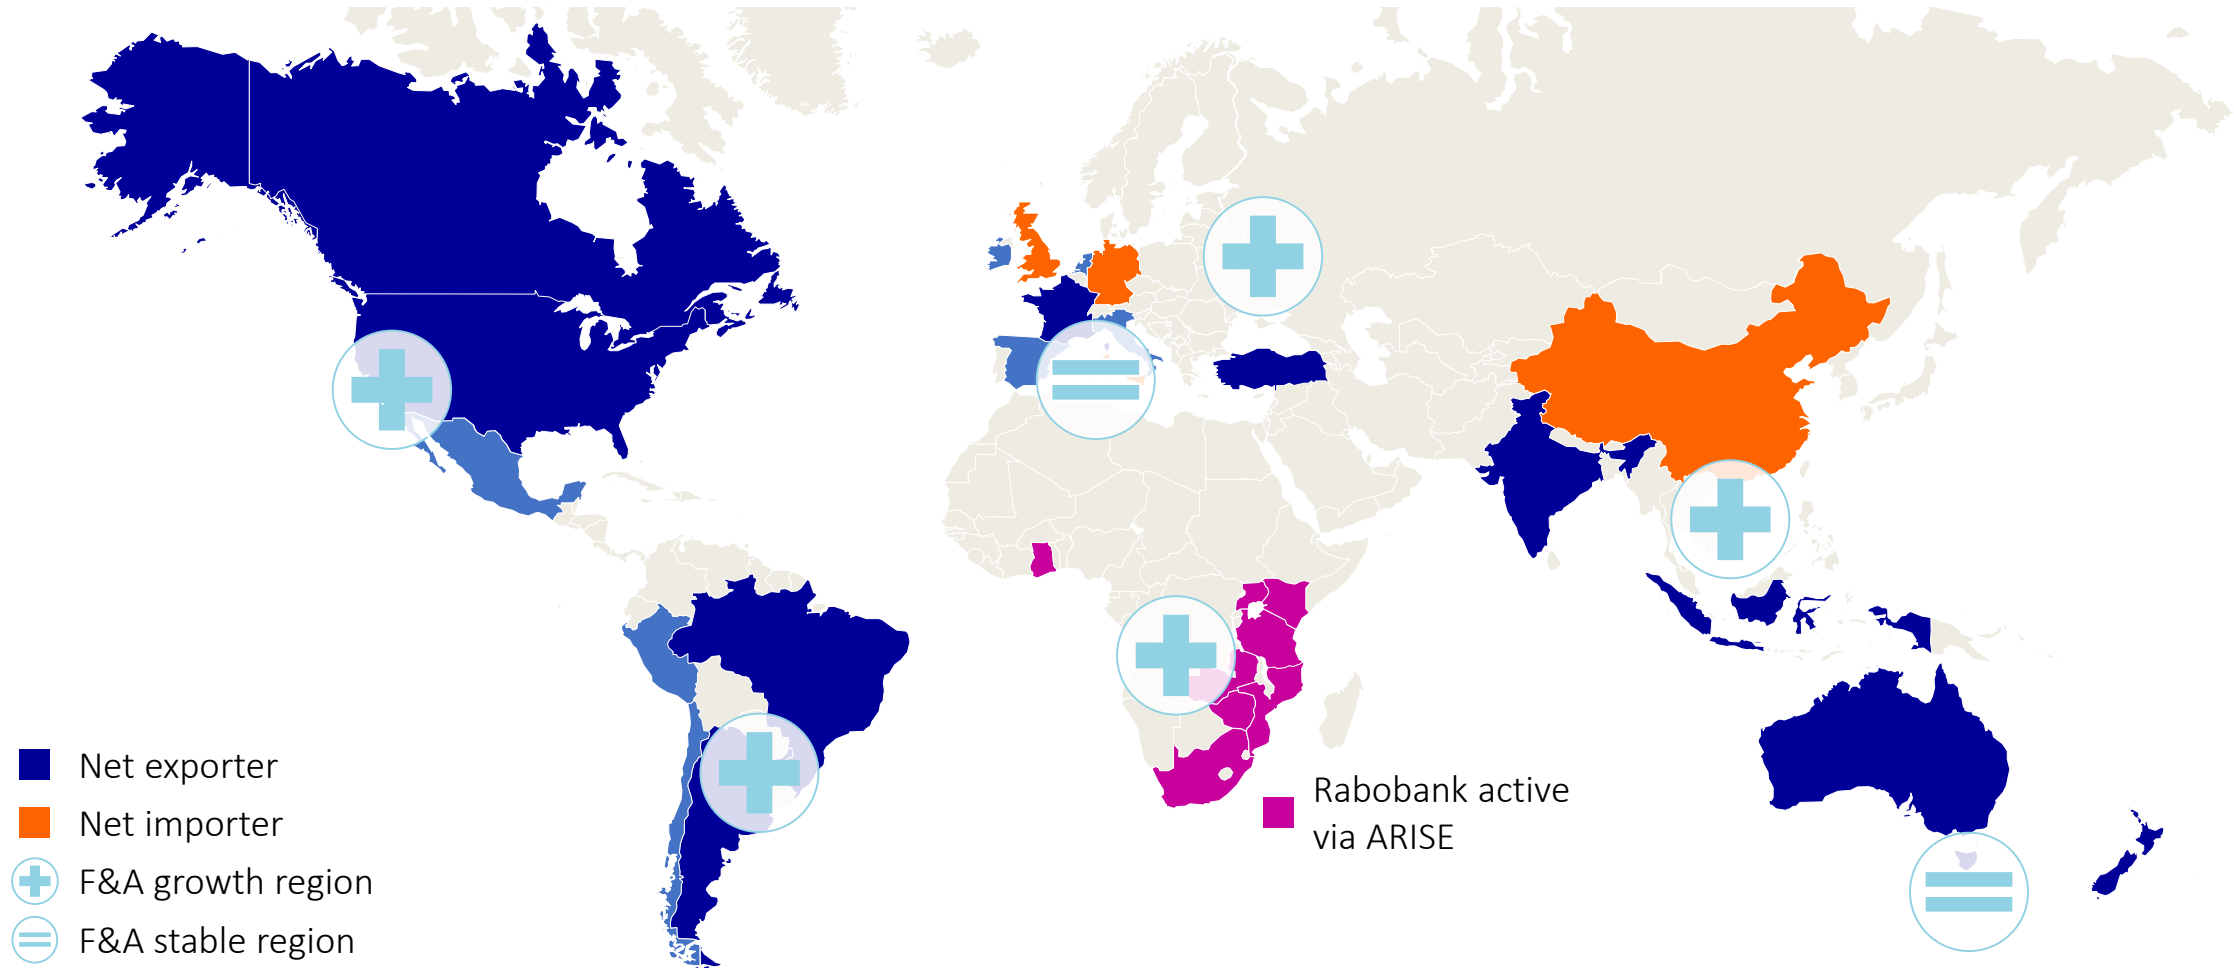 Net exporter
Net importer
F&A growth region
F&A stable region
Rabobank active
via ARISE